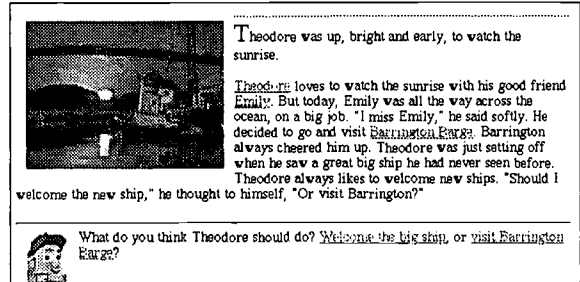 Theodore was up, bright and early, to watch the
sunrise.
Theodore loves to watch the sunrise with his good friend
Emily. But today, Emily was all the way across the
ocean, on a big job. "I miss Emily," he said softly. He
decided to go and visit Barrington Barge. Barrington
always cheered him up. Theodore was just setting off
when he saw a great big ship he had never seen before.
Theodore always likes to welcome new ships. "Should I
welcome the new ship," he thought to himself, "Or visit Barrington?"
What do you think Theodore should do? Welcome the big ship, or visit Barrington
Barge?